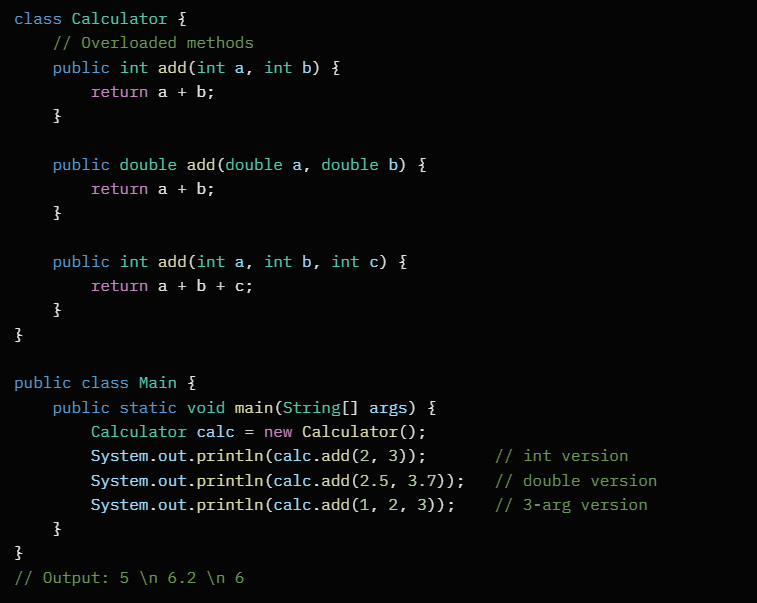 class Calculator {
    // Overloaded methods
    public int add(int a, int b) {
        return a + b;
    }

    public double add(double a, double b) {
        return a + b;
    }

    public int add(int a, int b, int c) {
        return a + b + c;
    }
}

public class Main {
    public static void main(String[] args) {
        Calculator calc = new Calculator();
        System.out.println(calc.add(2, 3));       // int version
        System.out.println(calc.add(2.5, 3.7));   // double version
        System.out.println(calc.add(1, 2, 3));    // 3-arg version
    }
}
// Output: 5 \n 6.2 \n 6